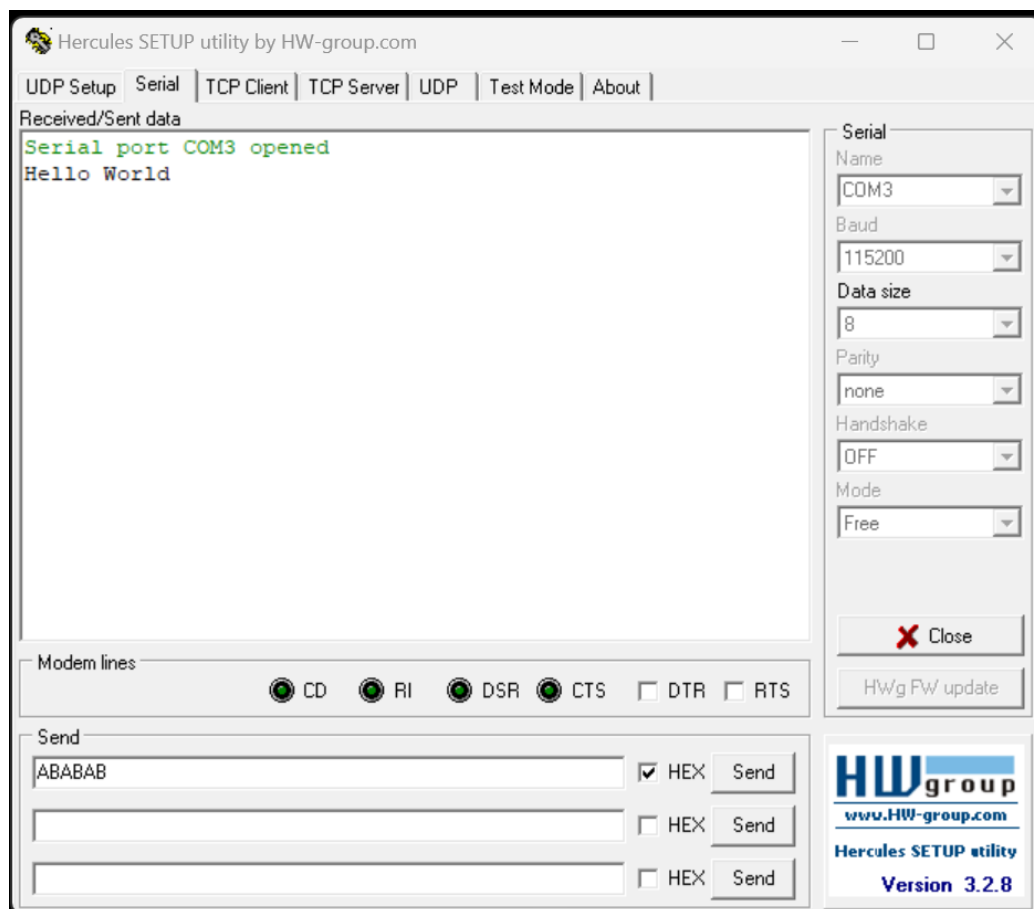 Hercules SETUP utility by HW-group.com
UDP Setup Serial TCP Client TCP Server UDP Test Mode About
Received/Sent data
Serial port COM3 opened
Hello World
Serial
Name
COM3
Baud
115200
Data size
8
Parity
none
Handshake
OFF
Mode
Free
Close
HWg FW update
Modem lines
CD RI DSR CTS DTR RTS
Send
ABABAB HEX Send
HEX Send
HEX Send
HW group
www.HW-group.com
Hercules SETUP utility
Version 3.2.8